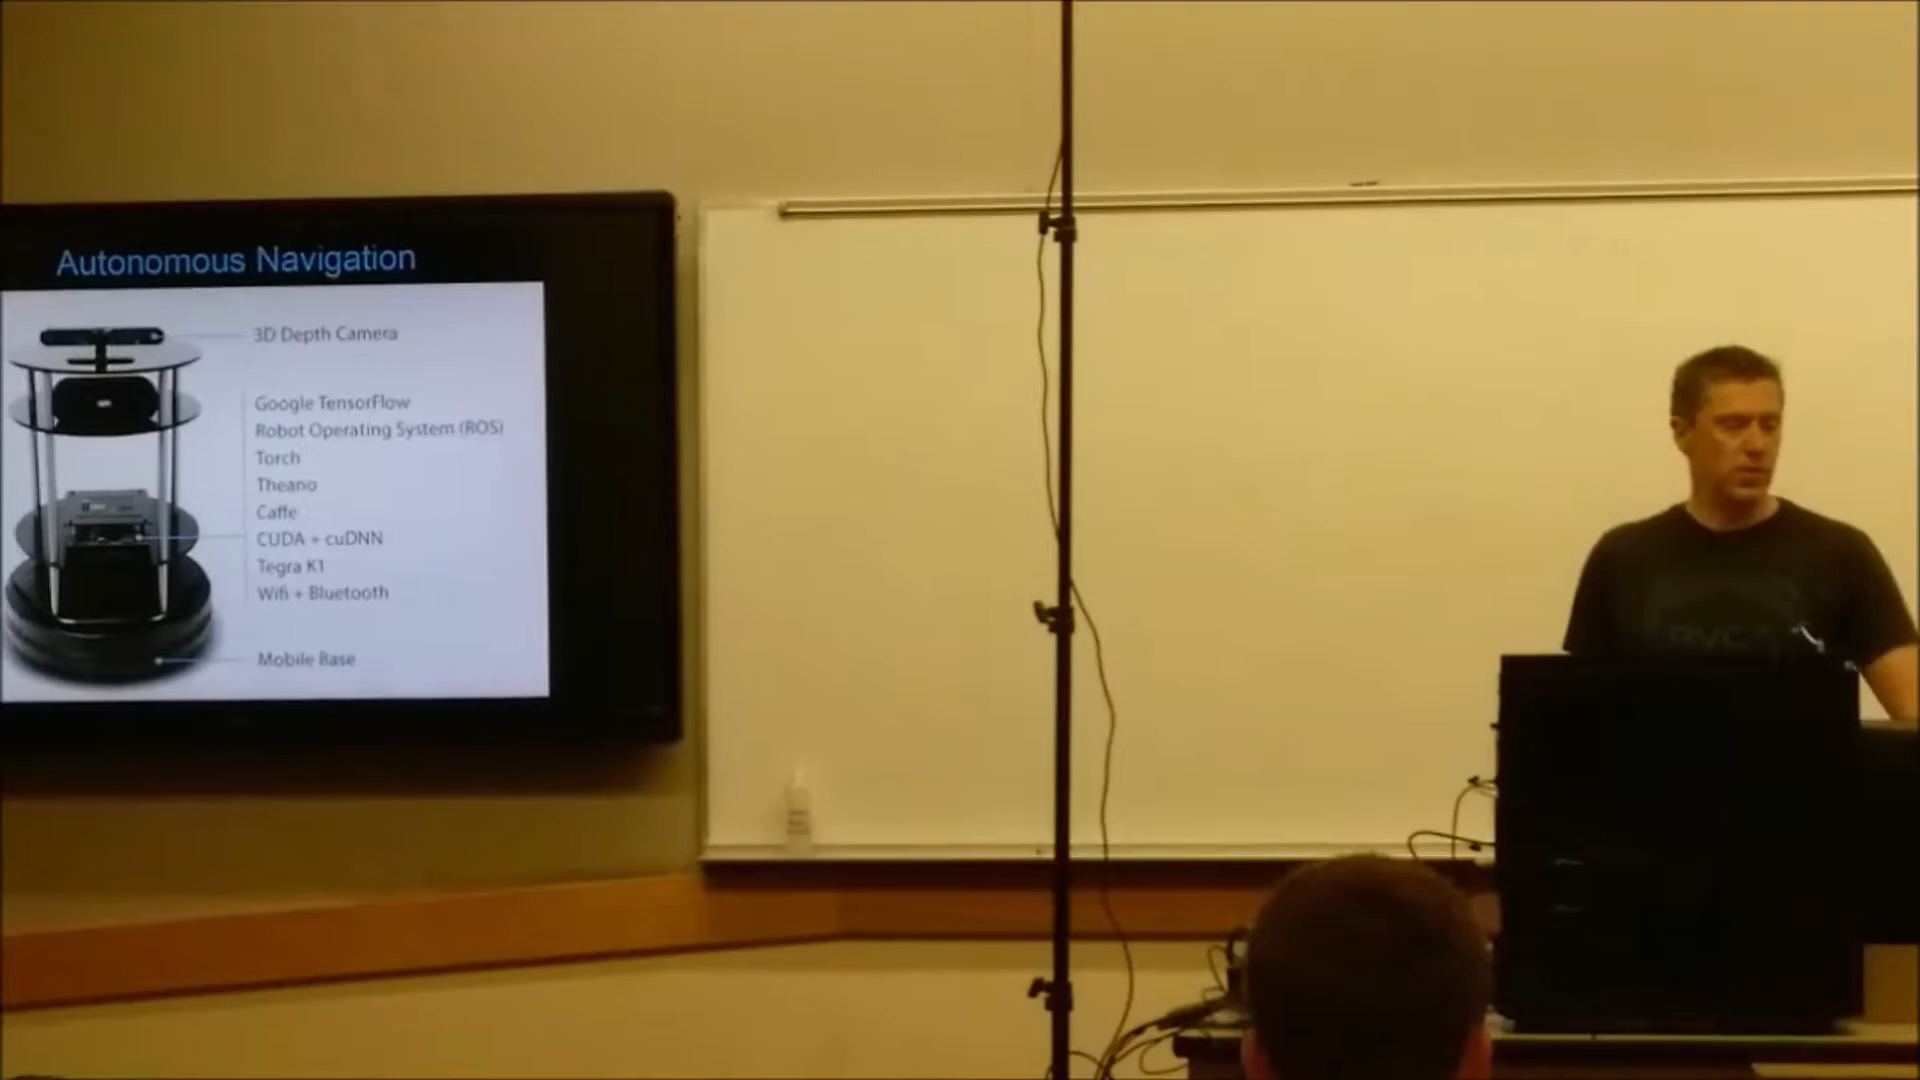 Autonomous Navigation
3D Depth Camera
Google TensorFlow
Robot Operating System (ROS)
Torch
Theano
Caffe
CUDA + cuDNN
Tegra K1
Wifi + Bluetooth
Mobile Base
RVCA